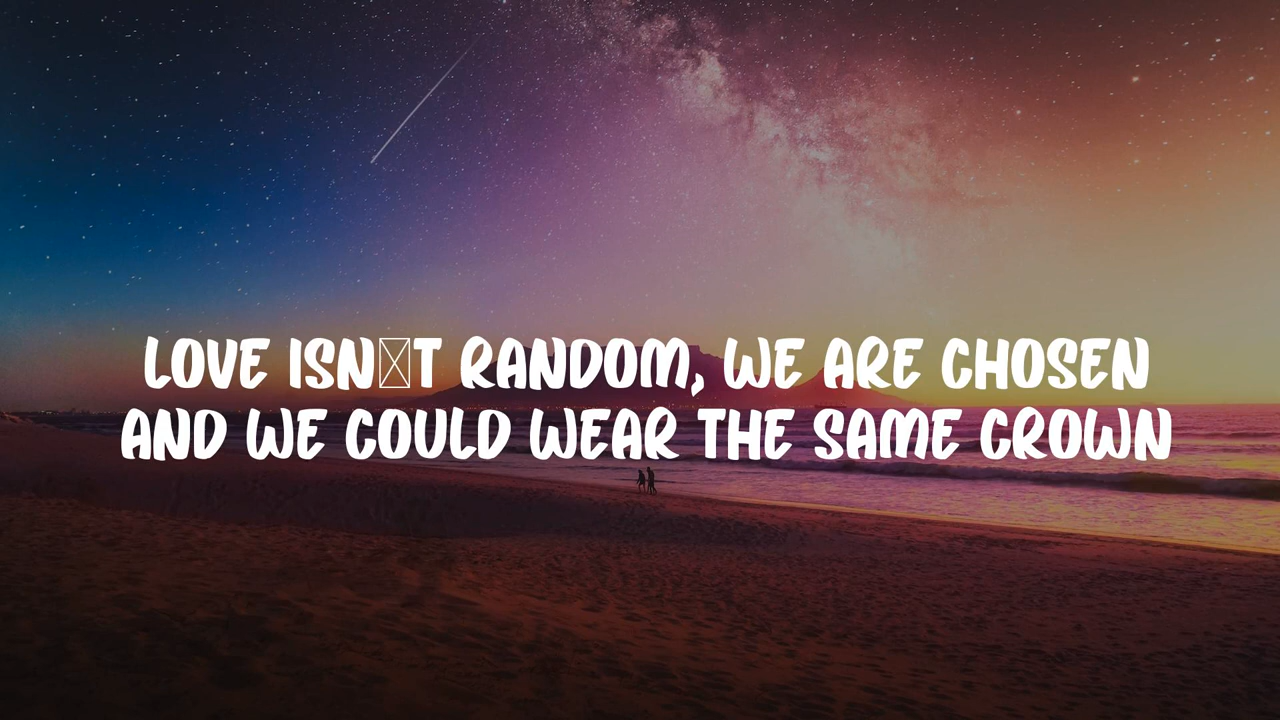 LOVE ISN☒T RANDOM, WE ARE CHOSEN
AND WE COULD WEAR THE SAME CROWN